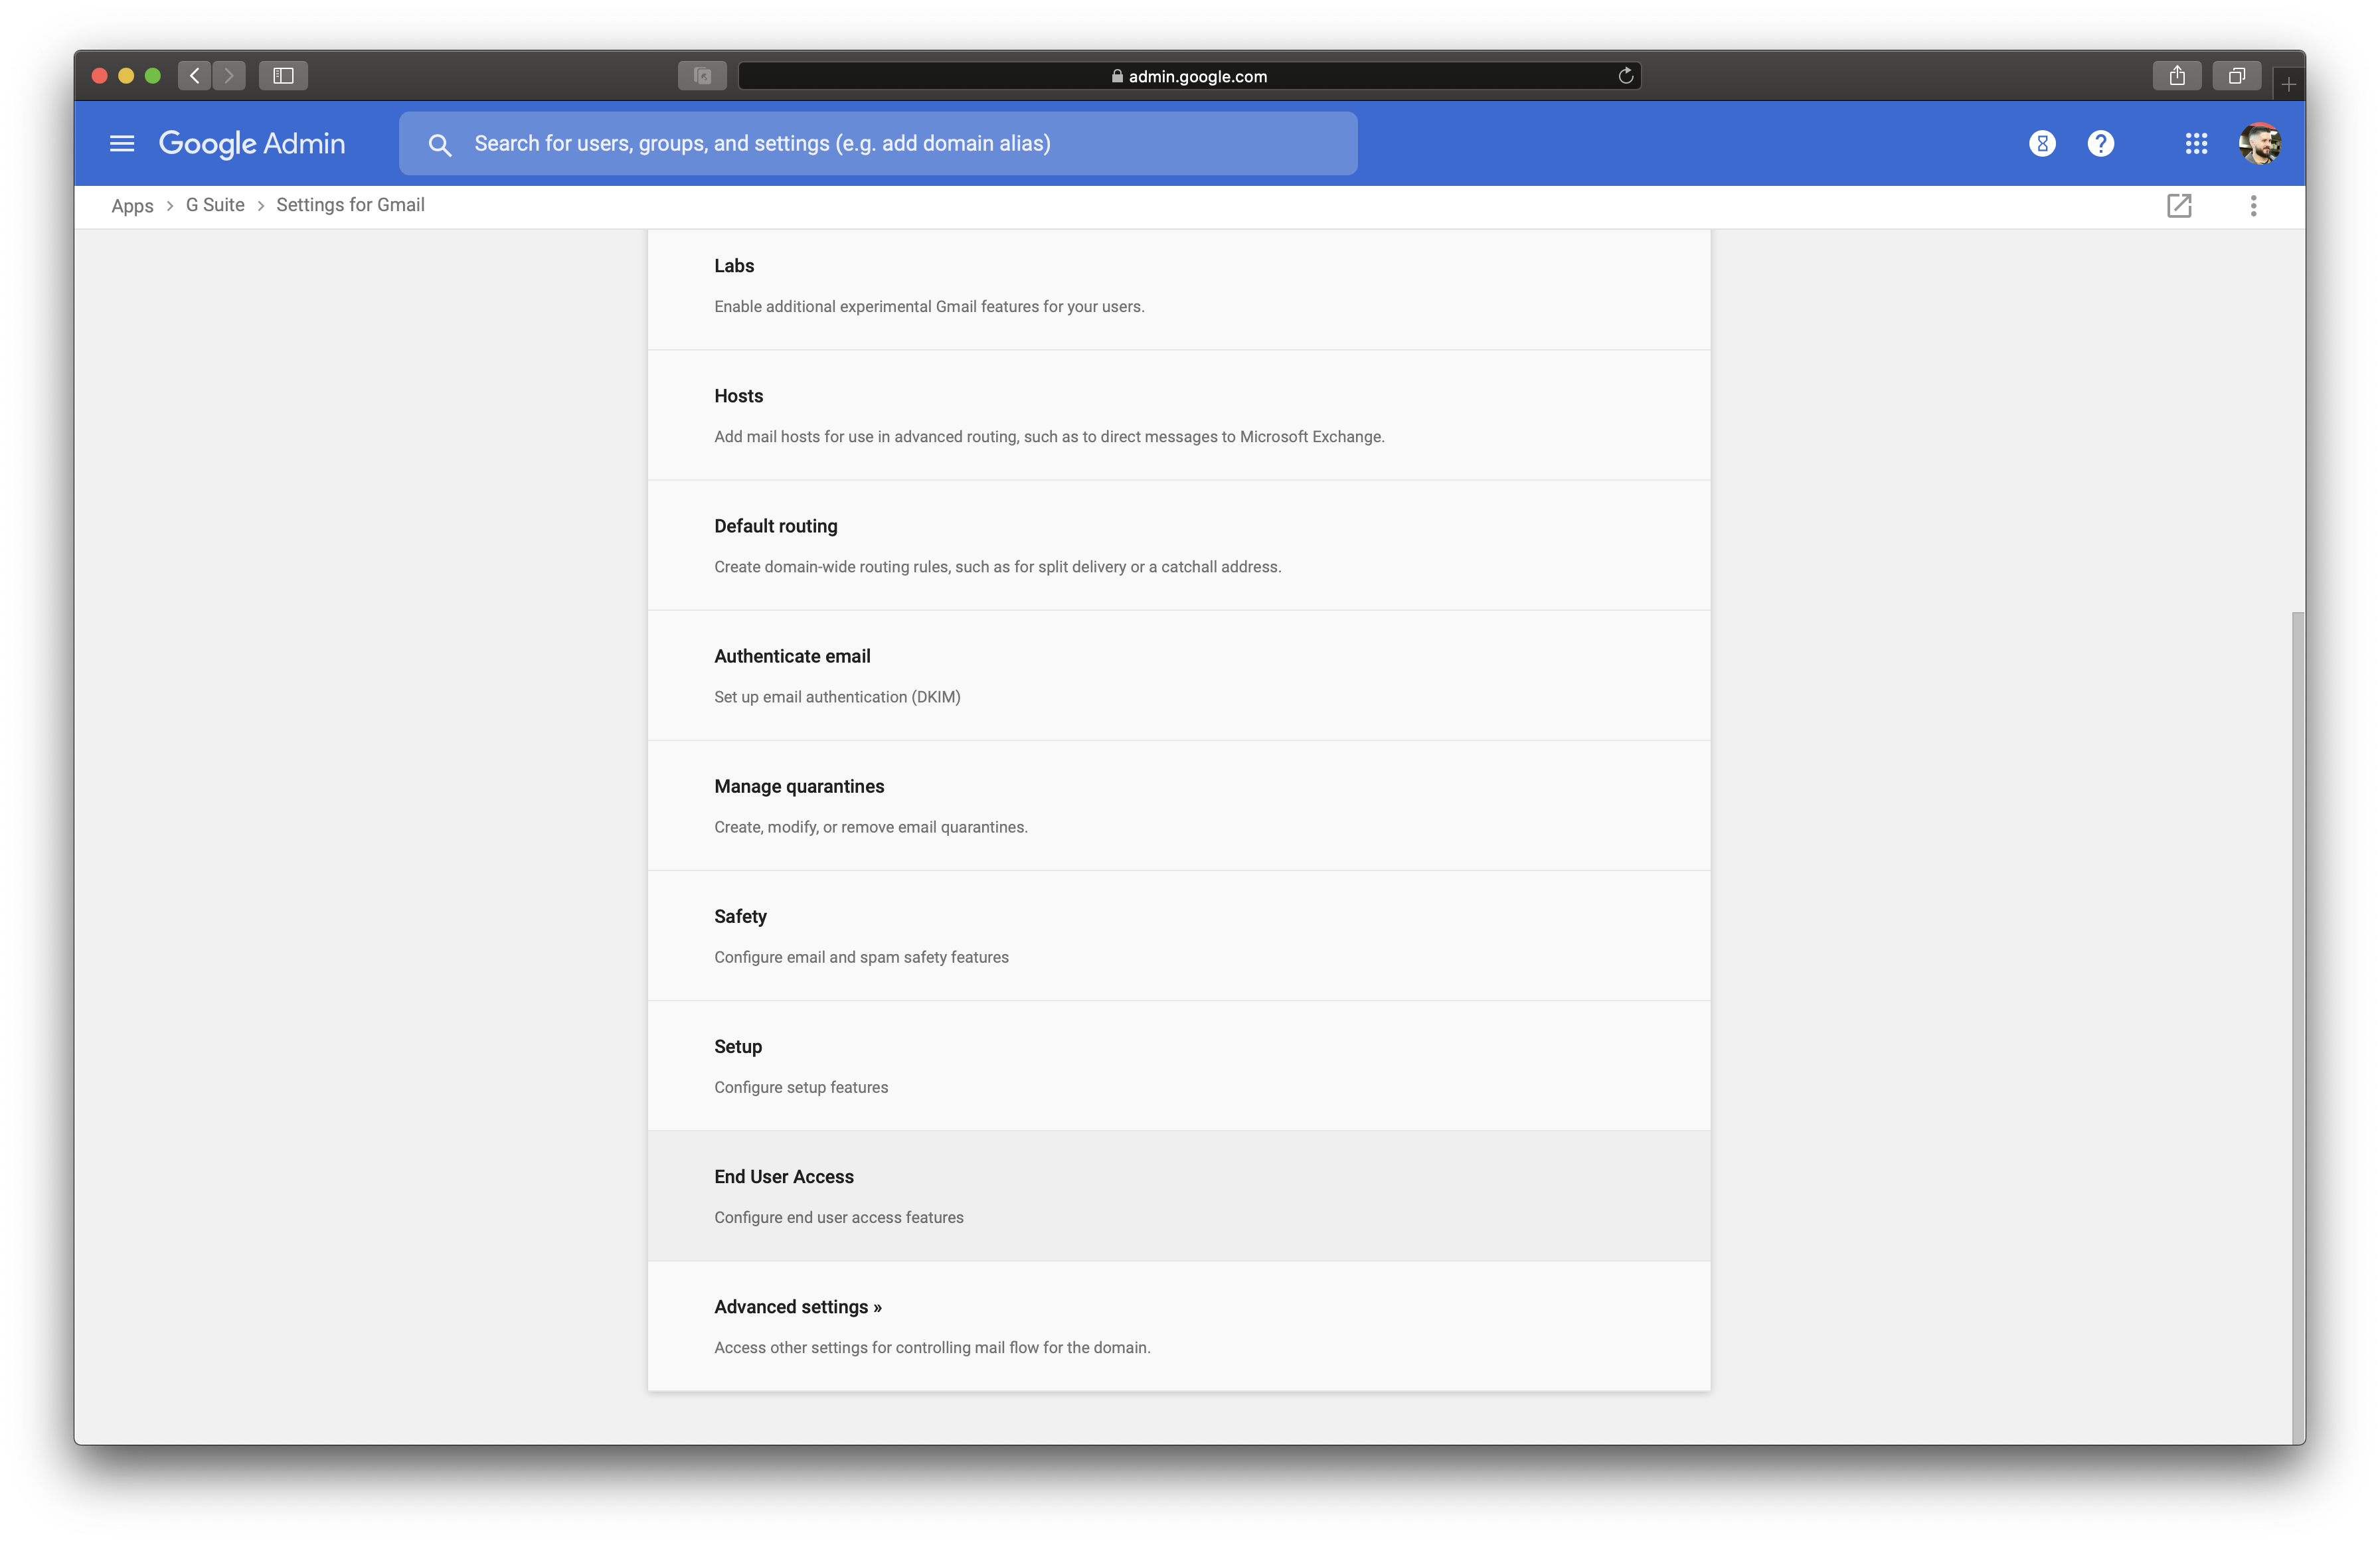 admin.google.com
Google Admin
Search for users, groups, and settings (e.g. add domain alias)
Apps > G Suite > Settings for Gmail
Labs
Enable additional experimental Gmail features for your users.
Hosts
Add mail hosts for use in advanced routing, such as to direct messages to Microsoft Exchange.
Default routing
Create domain-wide routing rules, such as for split delivery or a catchall address.
Authenticate email
Set up email authentication (DKIM)
Manage quarantines
Create, modify, or remove email quarantines.
Safety
Configure email and spam safety features
Setup
Configure setup features
End User Access
Configure end user access features
Advanced settings »
Access other settings for controlling mail flow for the domain.